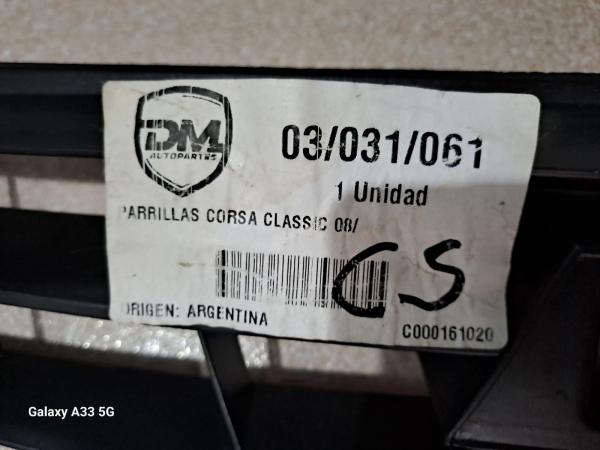 DM
AUTOPARTES
03/031/061
1 Unidad
PARRILLAS CORSA CLASSIC 08/
CS
ORIGEN: ARGENTINA
C000161020
Galaxy A33 5G